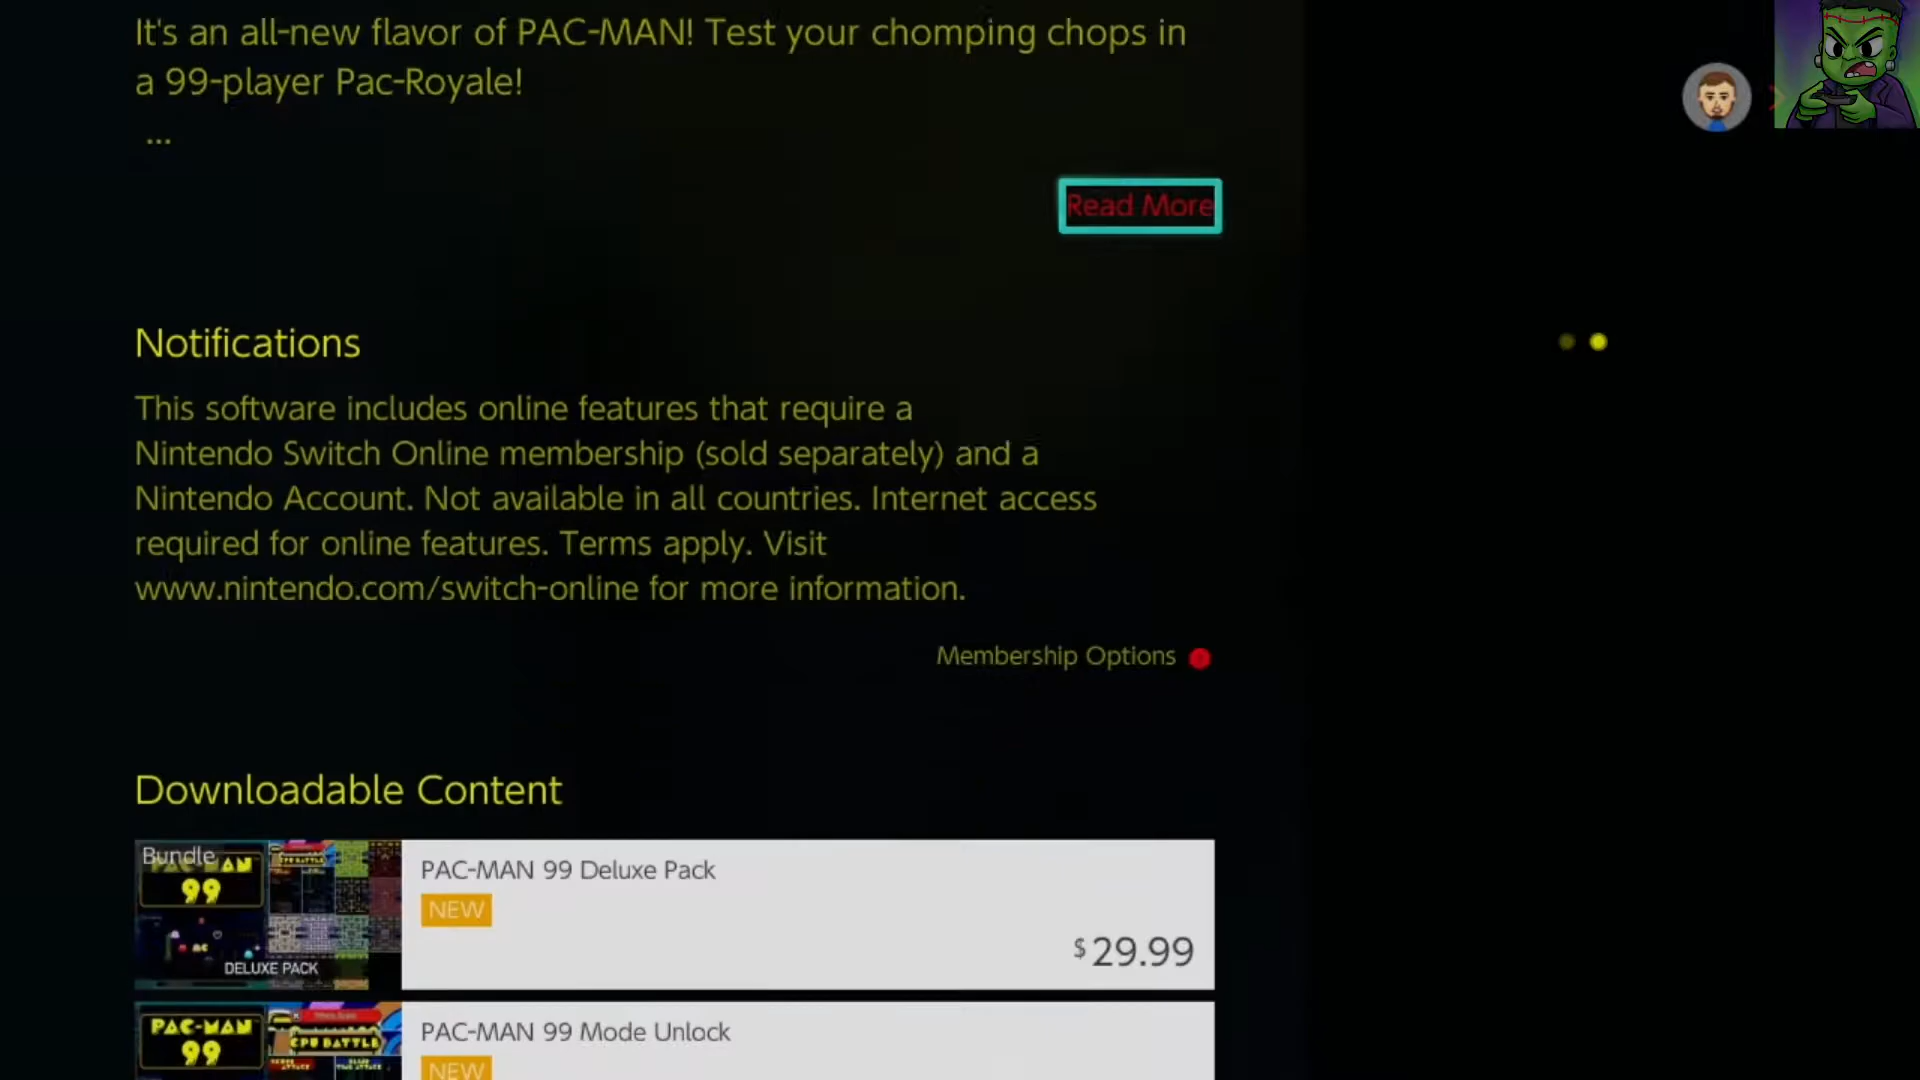 It's an all-new flavor of PAC-MAN! Test your chomping chops in
a 99-player Pac-Royale!
...
Read More
Notifications
This software includes online features that require a
Nintendo Switch Online membership (sold separately) and a
Nintendo Account. Not available in all countries. Internet access
required for online features. Terms apply. Visit
www.nintendo.com/switch-online for more information.
Membership Options
Downloadable Content
Bundle
PAC-MAN
99
CPU BATTLE
DELUXE PACK
PAC-MAN 99 Deluxe Pack
NEW
$29.99
PAC-MAN
99
CPU BATTLE
PAC-MAN 99 Mode Unlock
NEW